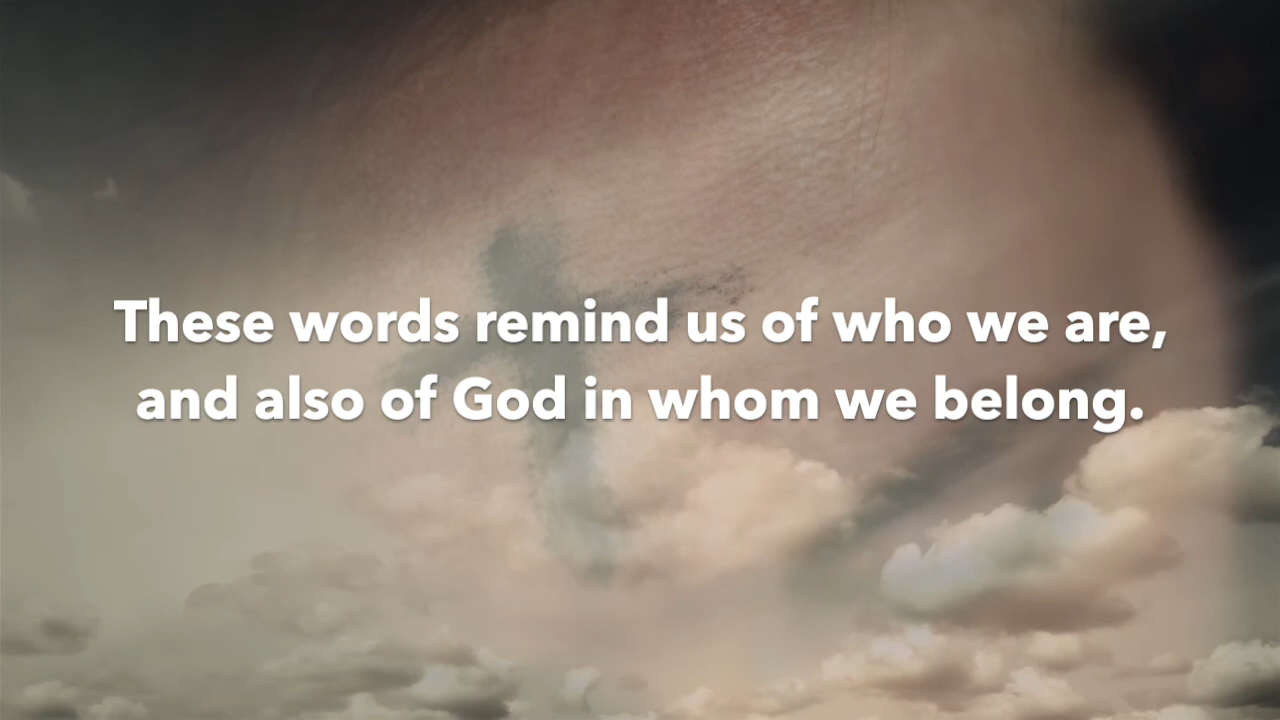 These words remind us of who we are,
and also of God in whom we belong.